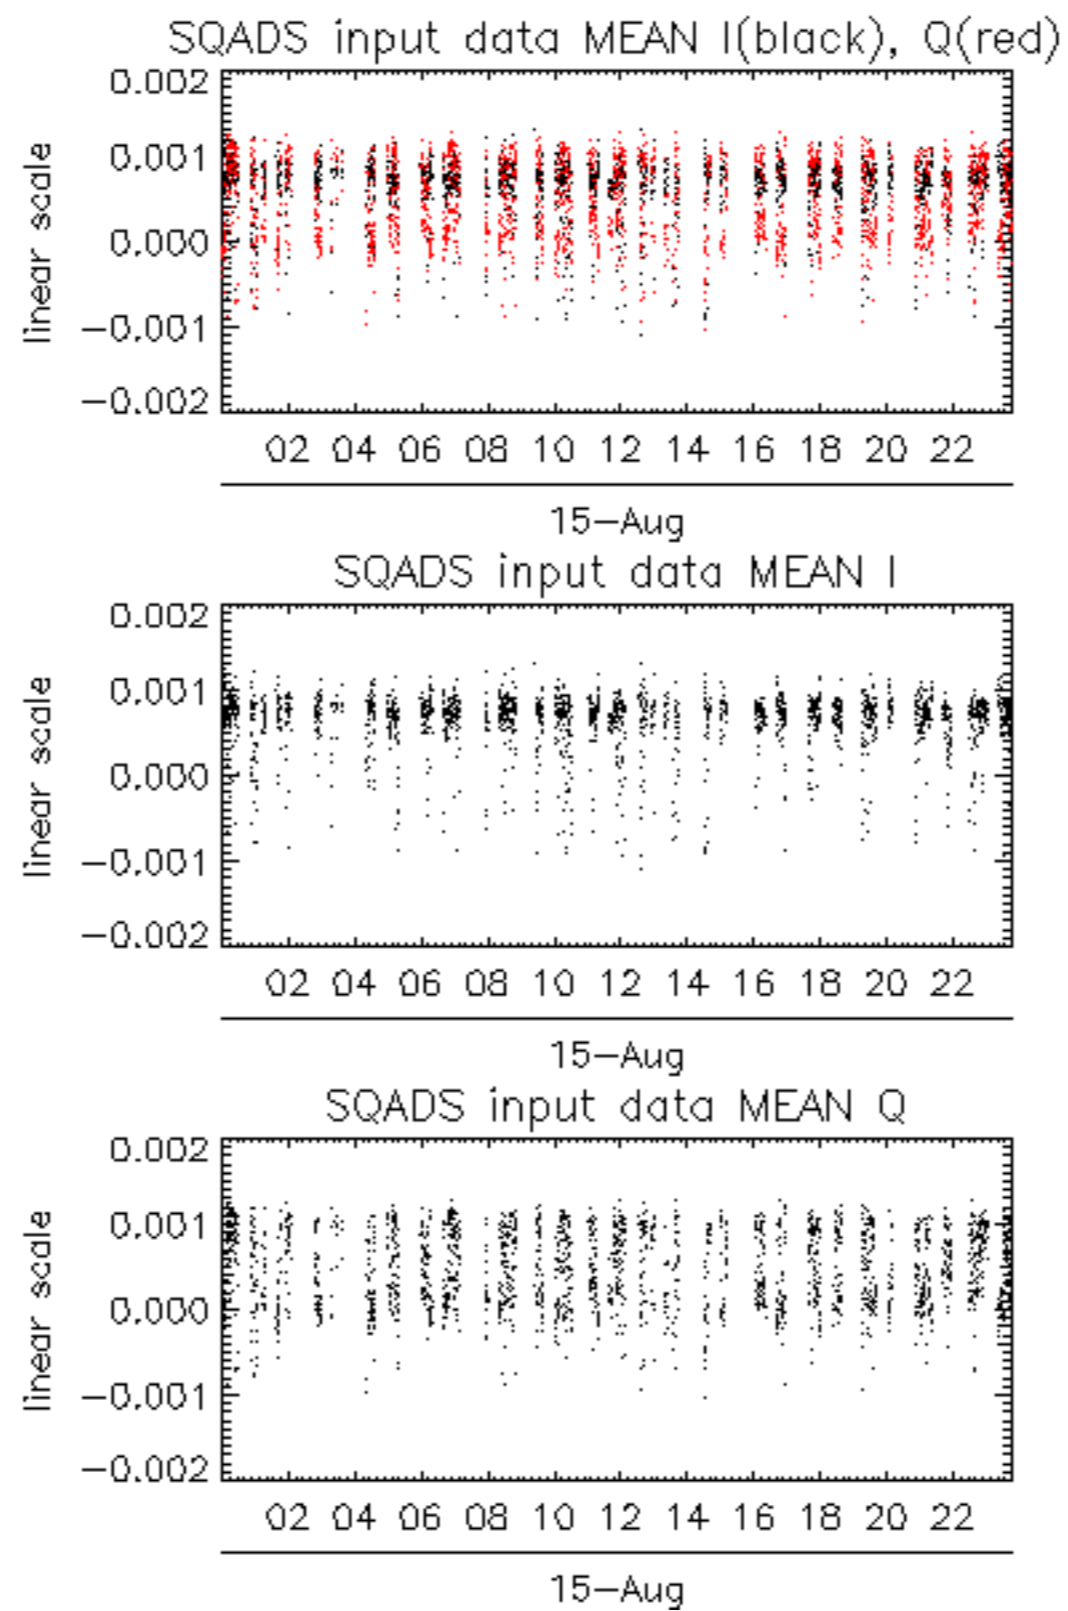 SQADS input data MEAN I(black), Q(red)
0.002
0.001
0.000
−0.001
−0.002
linear scale
02 04 06 08 10 12 14 16 18 20 22
15−Aug
SQADS input data MEAN I
0.002
0.001
0.000
−0.001
−0.002
linear scale
02 04 06 08 10 12 14 16 18 20 22
15−Aug
SQADS input data MEAN Q
0.002
0.001
0.000
−0.001
−0.002
linear scale
02 04 06 08 10 12 14 16 18 20 22
15−Aug